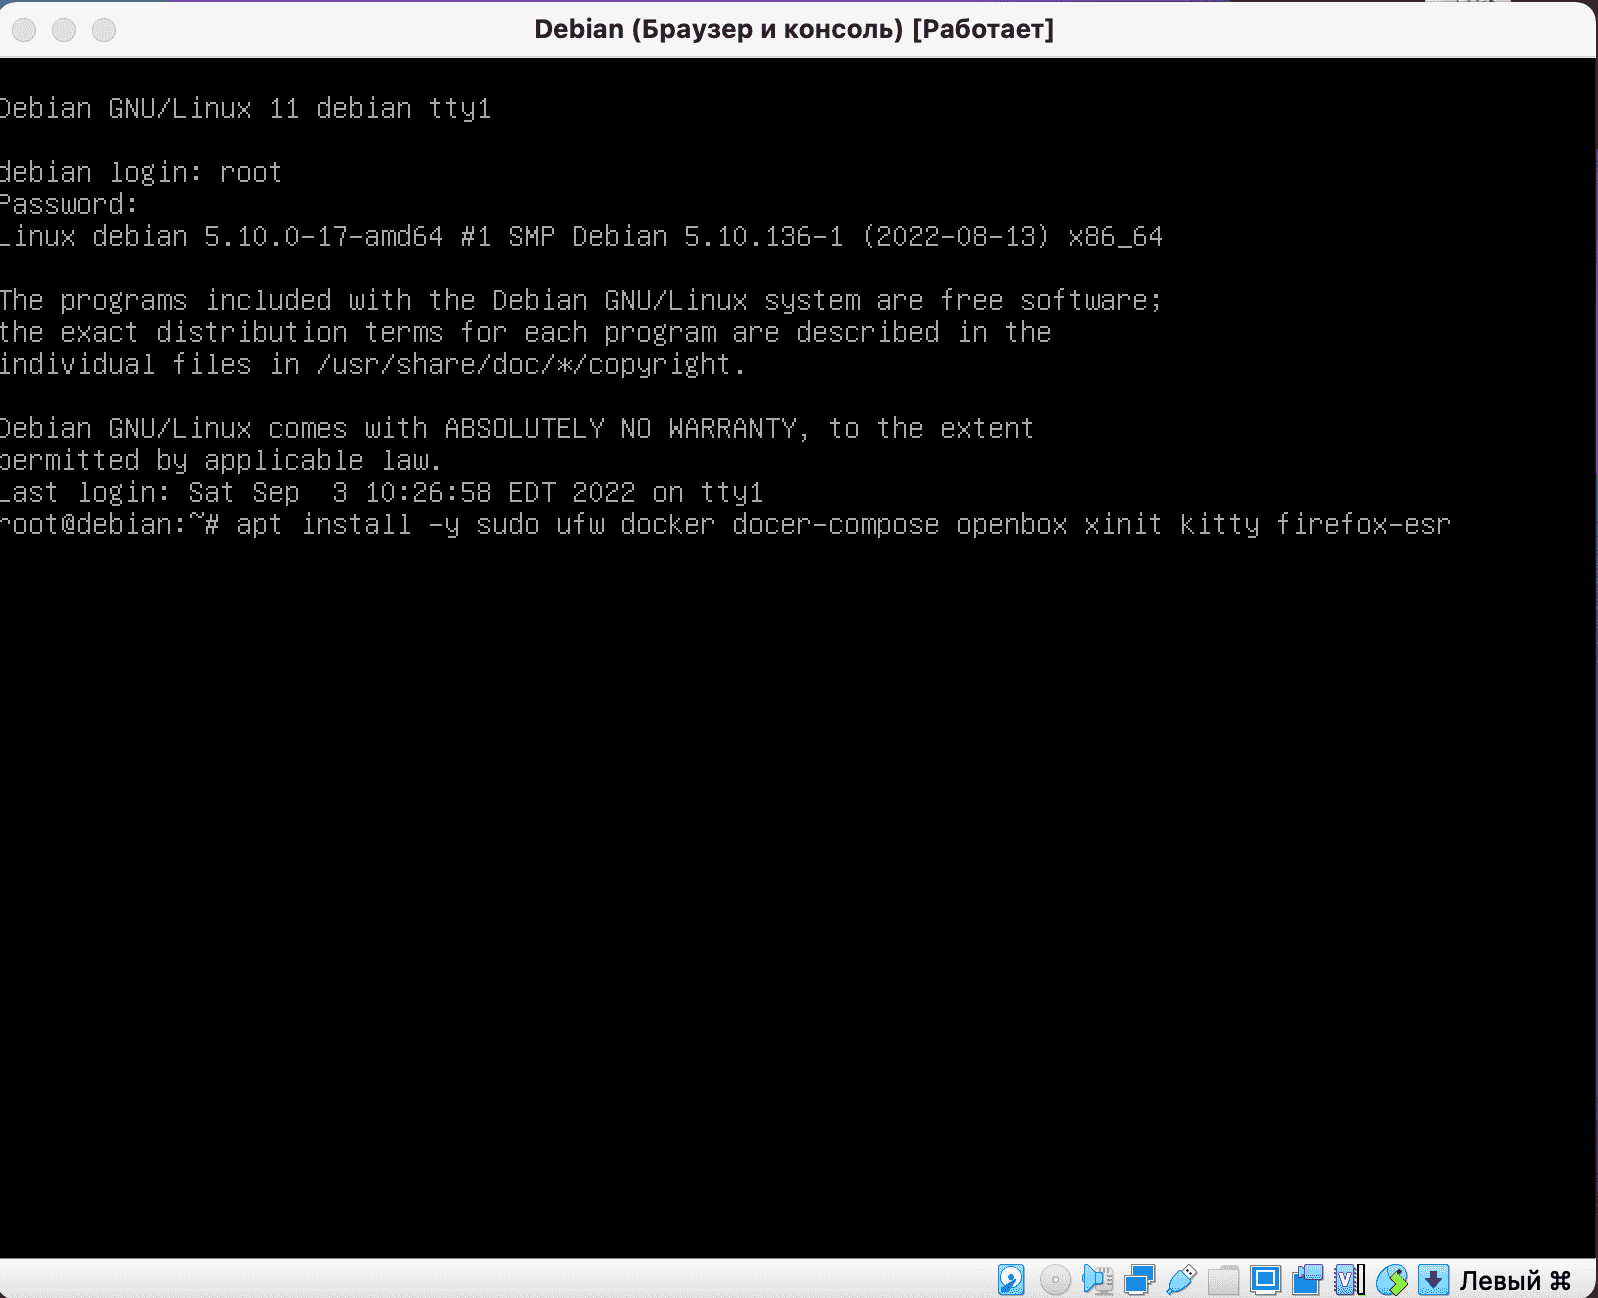 Debian (Браузер и консоль) [Работает]
Debian GNU/Linux 11 debian tty1
debian login: root
Password:
Linux debian 5.10.0-17-amd64 #1 SMP Debian 5.10.136-1 (2022-08-13) x86_64
The programs included with the Debian GNU/Linux system are free software;
the exact distribution terms for each program are described in the
individual files in /usr/share/doc/*/copyright.
Debian GNU/Linux comes with ABSOLUTELY NO WARRANTY, to the extent
permitted by applicable law.
Last login: Sat Sep  3 10:26:58 EDT 2022 on tty1
root@debian:~# apt install -y sudo ufw docker docer-compose openbox xinit kitty firefox-esr
Левый ⌘